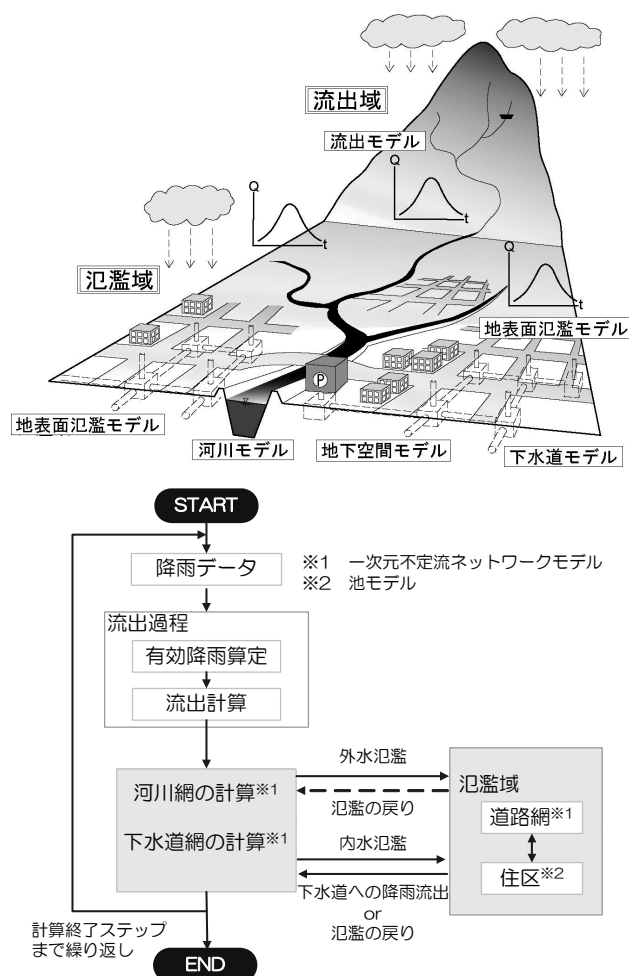 流出域
流出モデル
Q
t
Q
t
Q
t
氾濫域
地表面氾濫モデル
P
地表面氾濫モデル
河川モデル
地下空間モデル
下水道モデル
START
降雨データ
※1 一次元不定流ネットワークモデル
※2 池モデル
流出過程
有効降雨算定
流出計算
河川網の計算※1
下水道網の計算※1
外水氾濫
氾濫の戻り
内水氾濫
下水道への降雨流出
or
氾濫の戻り
氾濫域
道路網※1
住区※2
計算終了ステップ
まで繰り返し
END